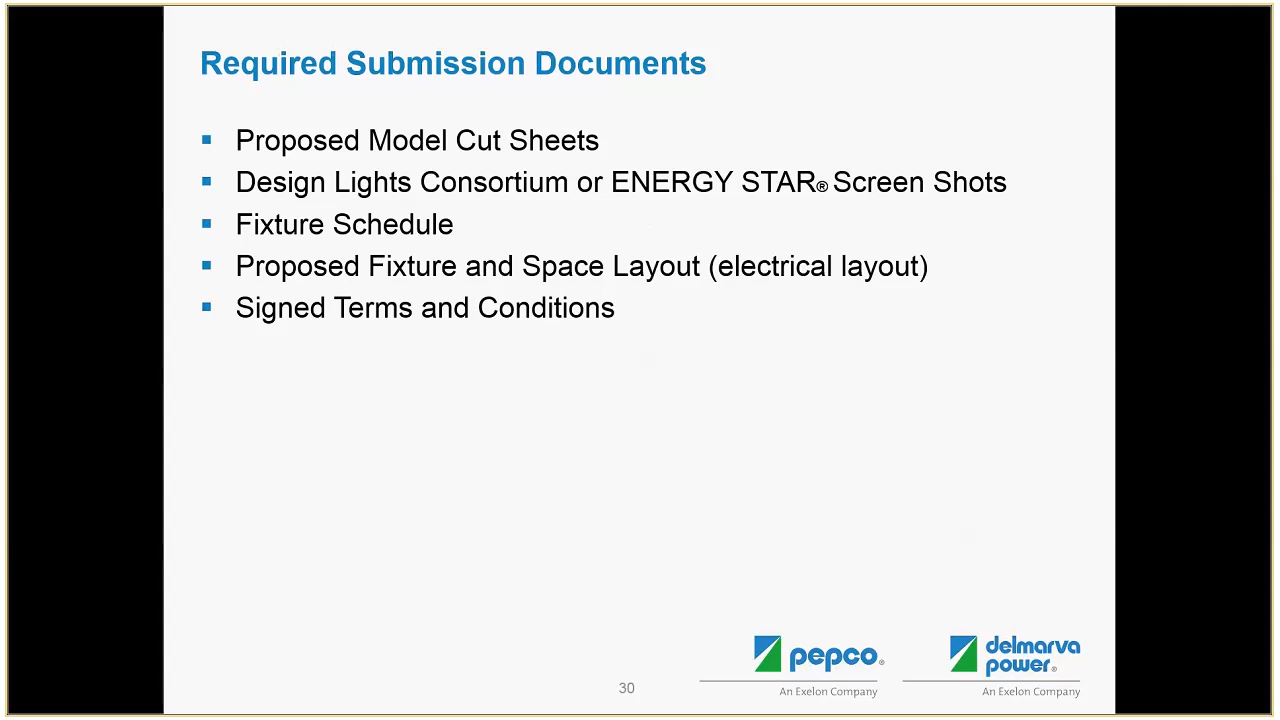 Required Submission Documents
▪ Proposed Model Cut Sheets
▪ Design Lights Consortium or ENERGY STAR® Screen Shots
▪ Fixture Schedule
▪ Proposed Fixture and Space Layout (electrical layout)
▪ Signed Terms and Conditions
pepco®
An Exelon Company
delmarva
power®
An Exelon Company
30